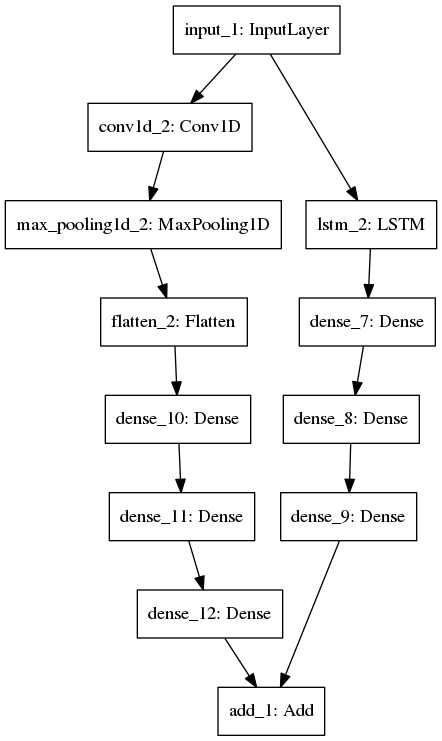 input_1: InputLayer
conv1d_2: Conv1D
max_pooling1d_2: MaxPooling1D
lstm_2: LSTM
flatten_2: Flatten
dense_7: Dense
dense_10: Dense
dense_8: Dense
dense_11: Dense
dense_9: Dense
dense_12: Dense
add_1: Add